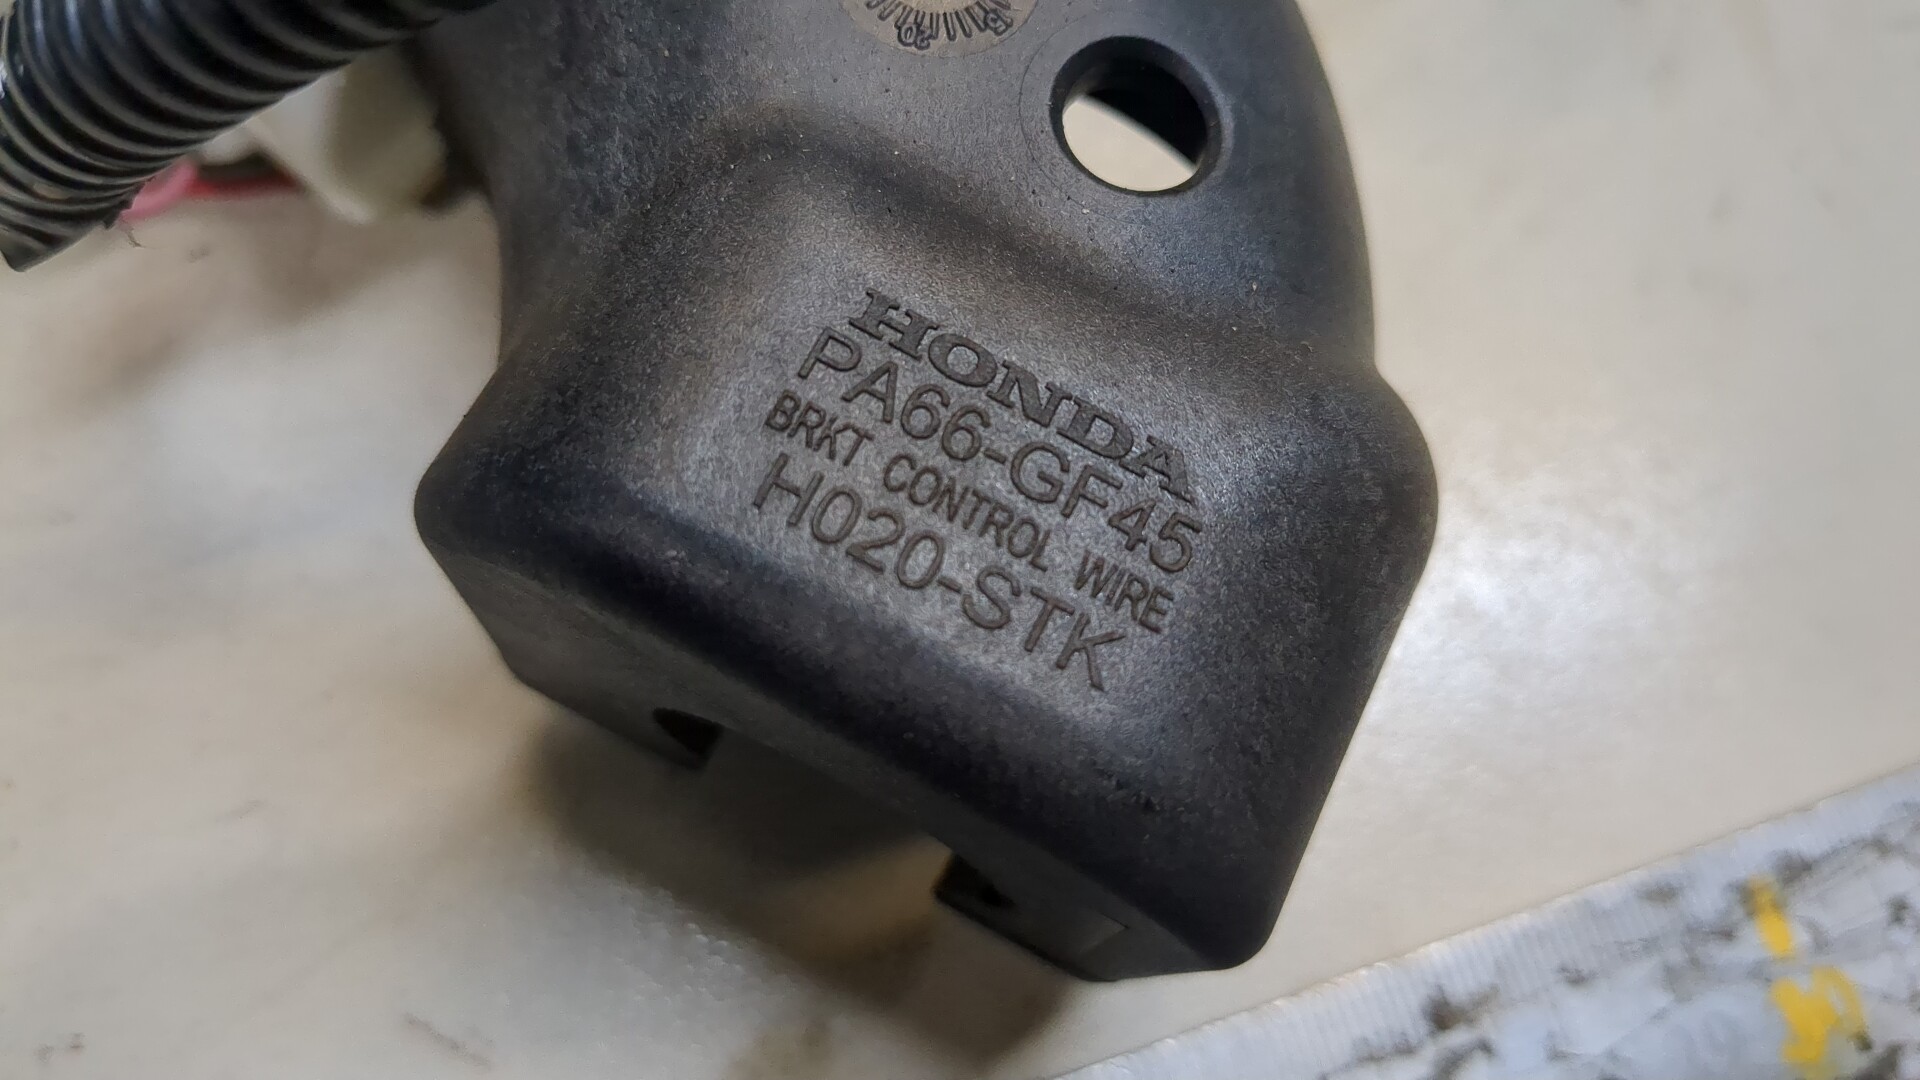 HONDA
PA66-GF45
BRKT CONTROL WIRE
H020-STK